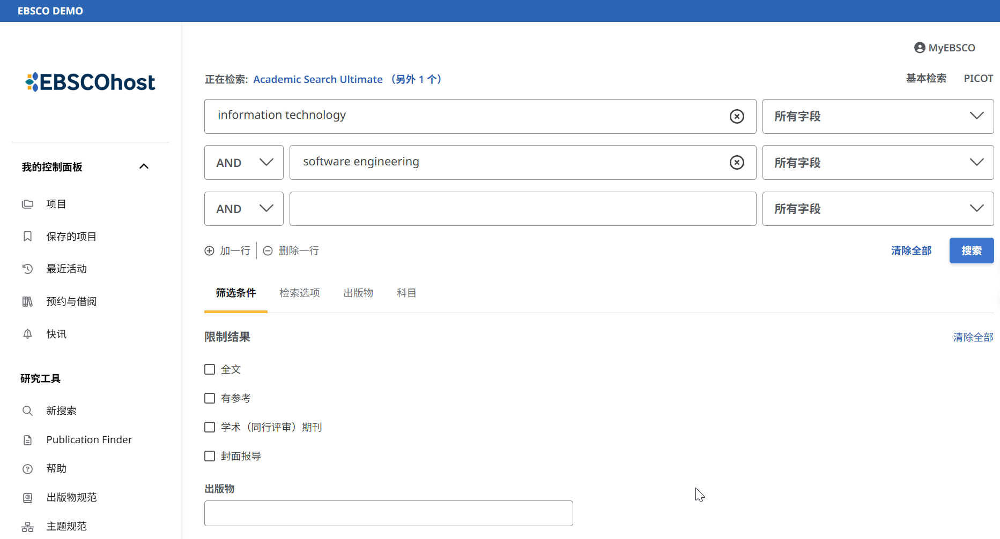 EBSCO DEMO
EBSCOhost
我的控制面板
项目
保存的项目
最近活动
预约与借阅
快讯
研究工具
新搜索
Publication Finder
帮助
出版物规范
主题规范
MyEBSCO
正在检索: Academic Search Ultimate （另外 1 个）
基本检索 PICOT
information technology 所有字段
AND software engineering 所有字段
AND 所有字段
加一行 删除一行 清除全部 搜索
筛选条件 检索选项 出版物 科目
限制结果 清除全部
全文
有参考
学术（同行评审）期刊
封面报导
出版物